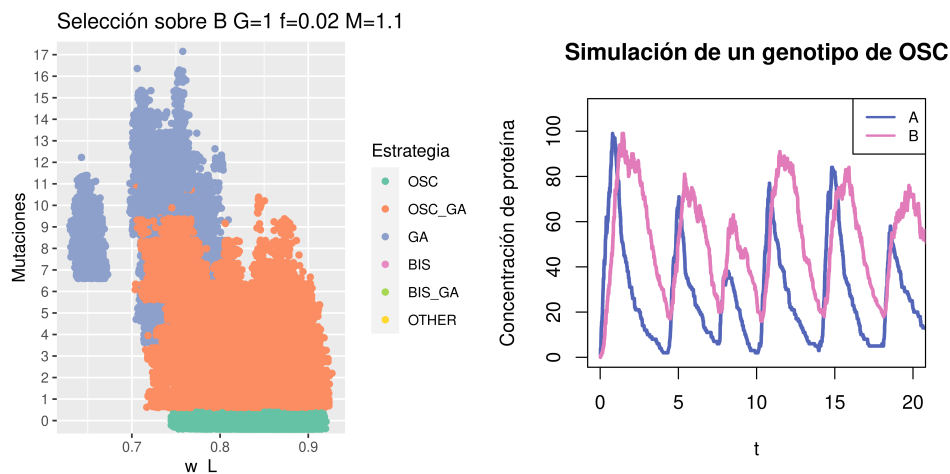 Selección sobre B G=1 f=0.02 M=1.1
Mutaciones
17
16
15
14
13
12
11
10
9
8
7
6
5
4
3
2
1
0
0.7
0.8
0.9
w_L
Estrategia
OSC
OSC_GA
GA
BIS
BIS_GA
OTHER
Simulación de un genotipo de OSC
Concentración de proteína
100
80
60
40
20
0
A
B
0
5
10
15
20
t